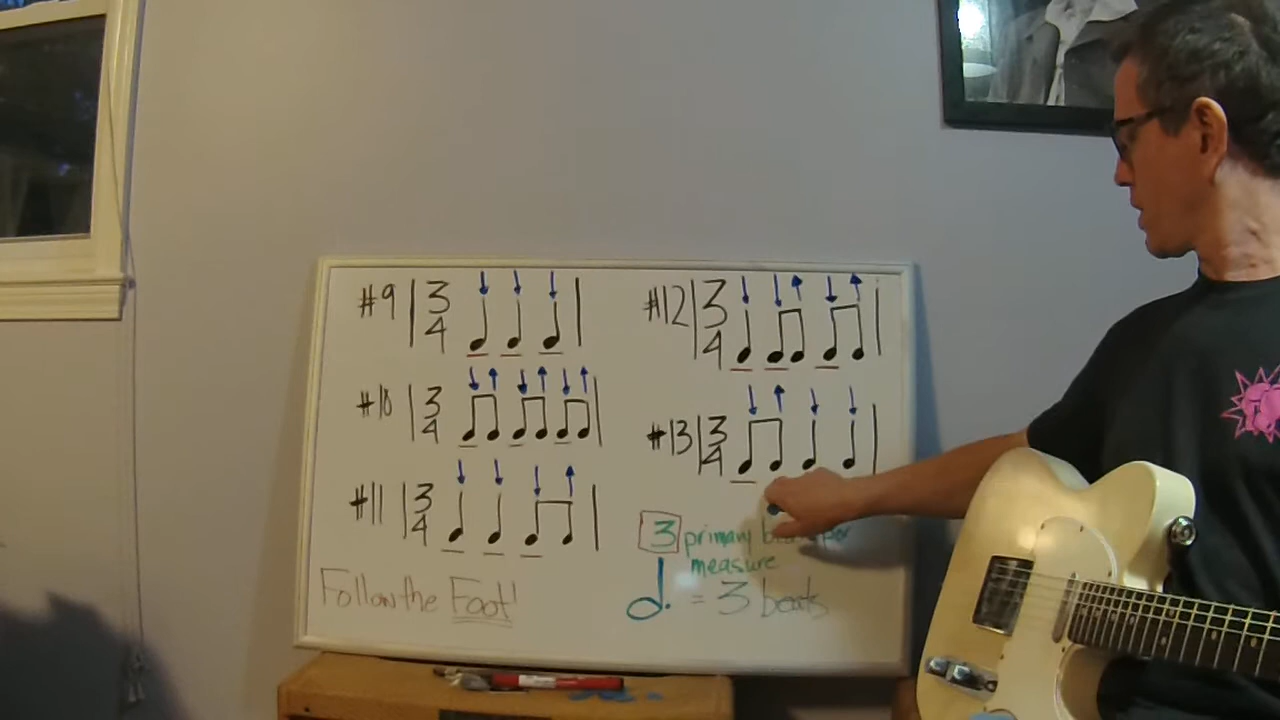 #9 3/4
#10 3/4
#11 3/4
Follow the Foot!
#12 3/4
#13 3/4
3 primary per
measure
= 3 beats